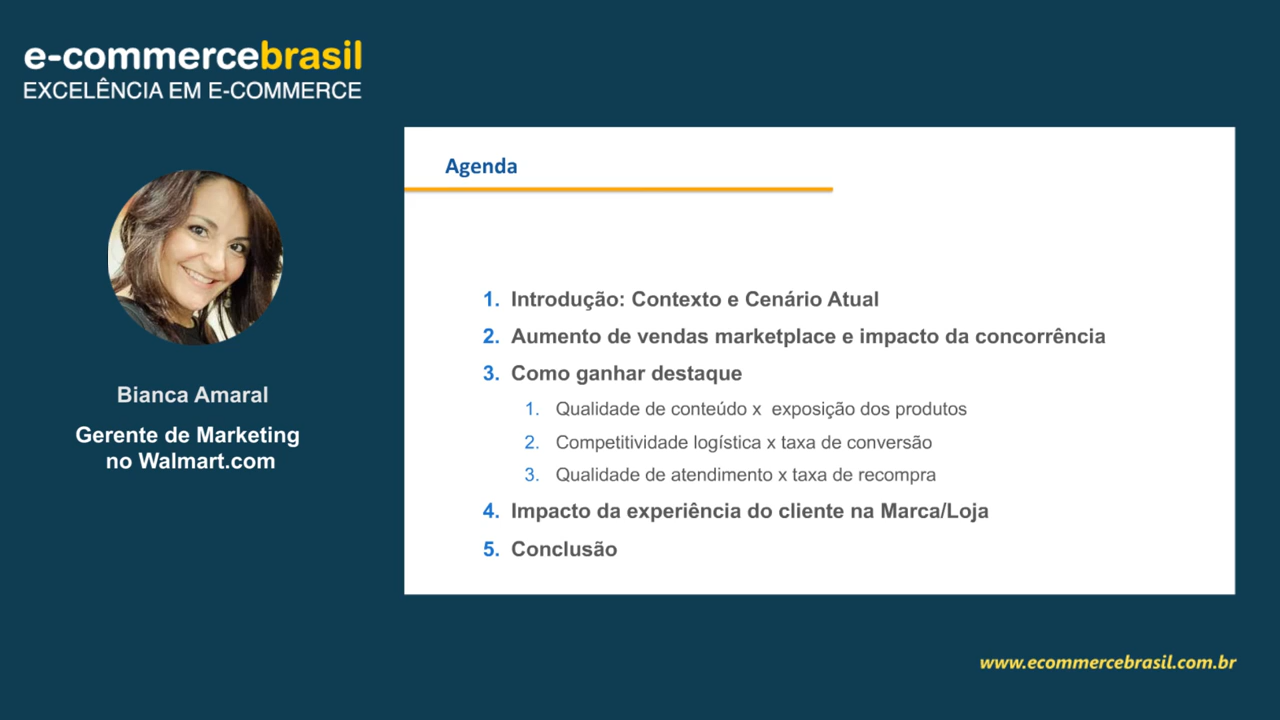 e-commercebrasil
EXCELÊNCIA EM E-COMMERCE
Bianca Amaral
Gerente de Marketing
no Walmart.com
Agenda
1. Introdução: Contexto e Cenário Atual
2. Aumento de vendas marketplace e impacto da concorrência
3. Como ganhar destaque
1. Qualidade de conteúdo x exposição dos produtos
2. Competitividade logística x taxa de conversão
3. Qualidade de atendimento x taxa de recompra
4. Impacto da experiência do cliente na Marca/Loja
5. Conclusão
www.ecommercebrasil.com.br